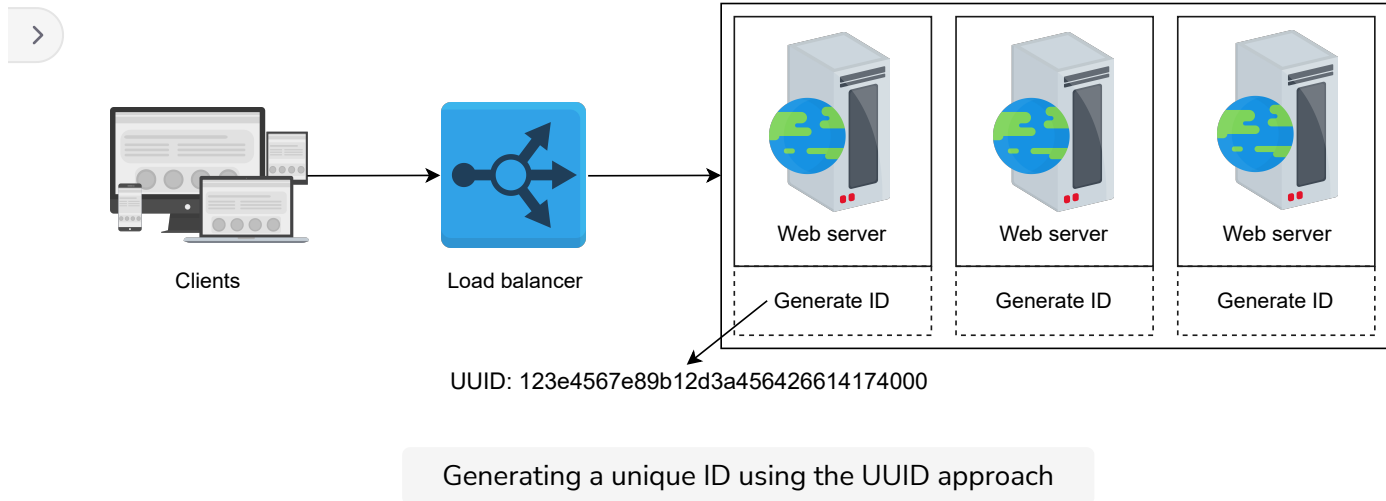 Web server
Web server
Web server
Clients
Load balancer
Generate ID
Generate ID
Generate ID
UUID: 123e4567e89b12d3a456426614174000
Generating a unique ID using the UUID approach